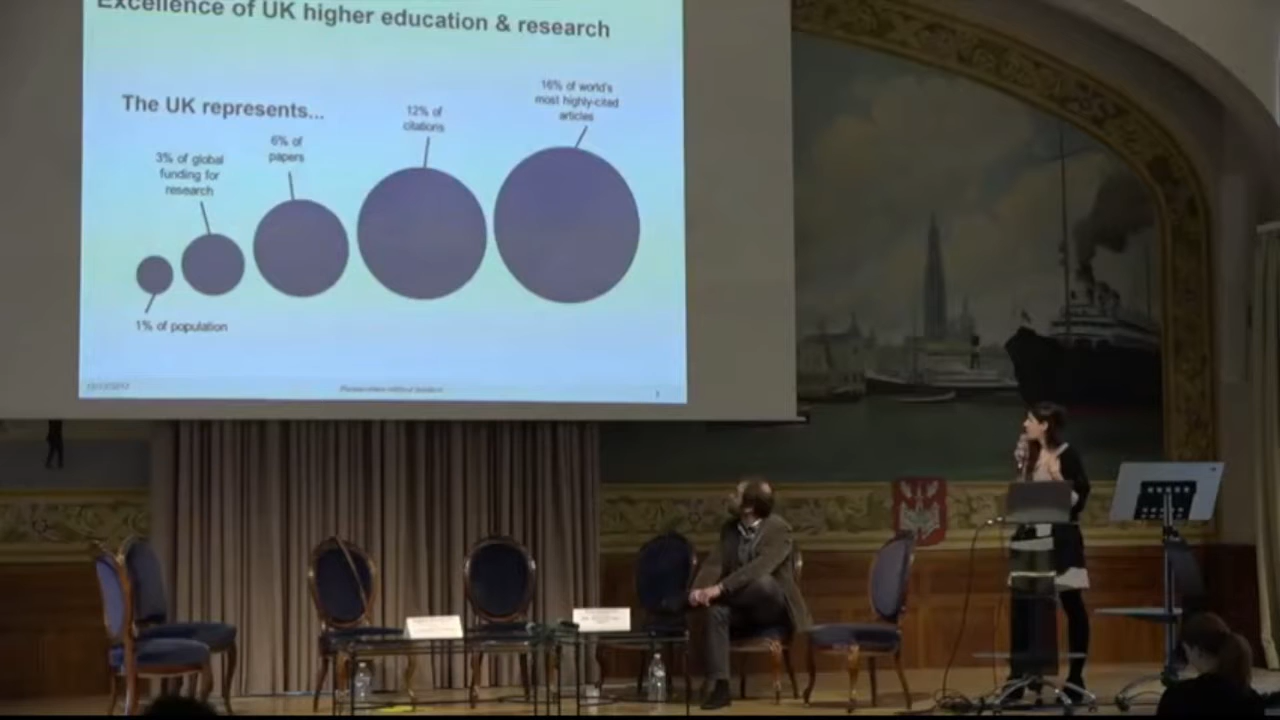 Excellence of UK higher education & research
The UK represents...
16% of world's
most highly-cited
articles
12% of
citations
6% of
papers
3% of global
funding for
research
1% of population